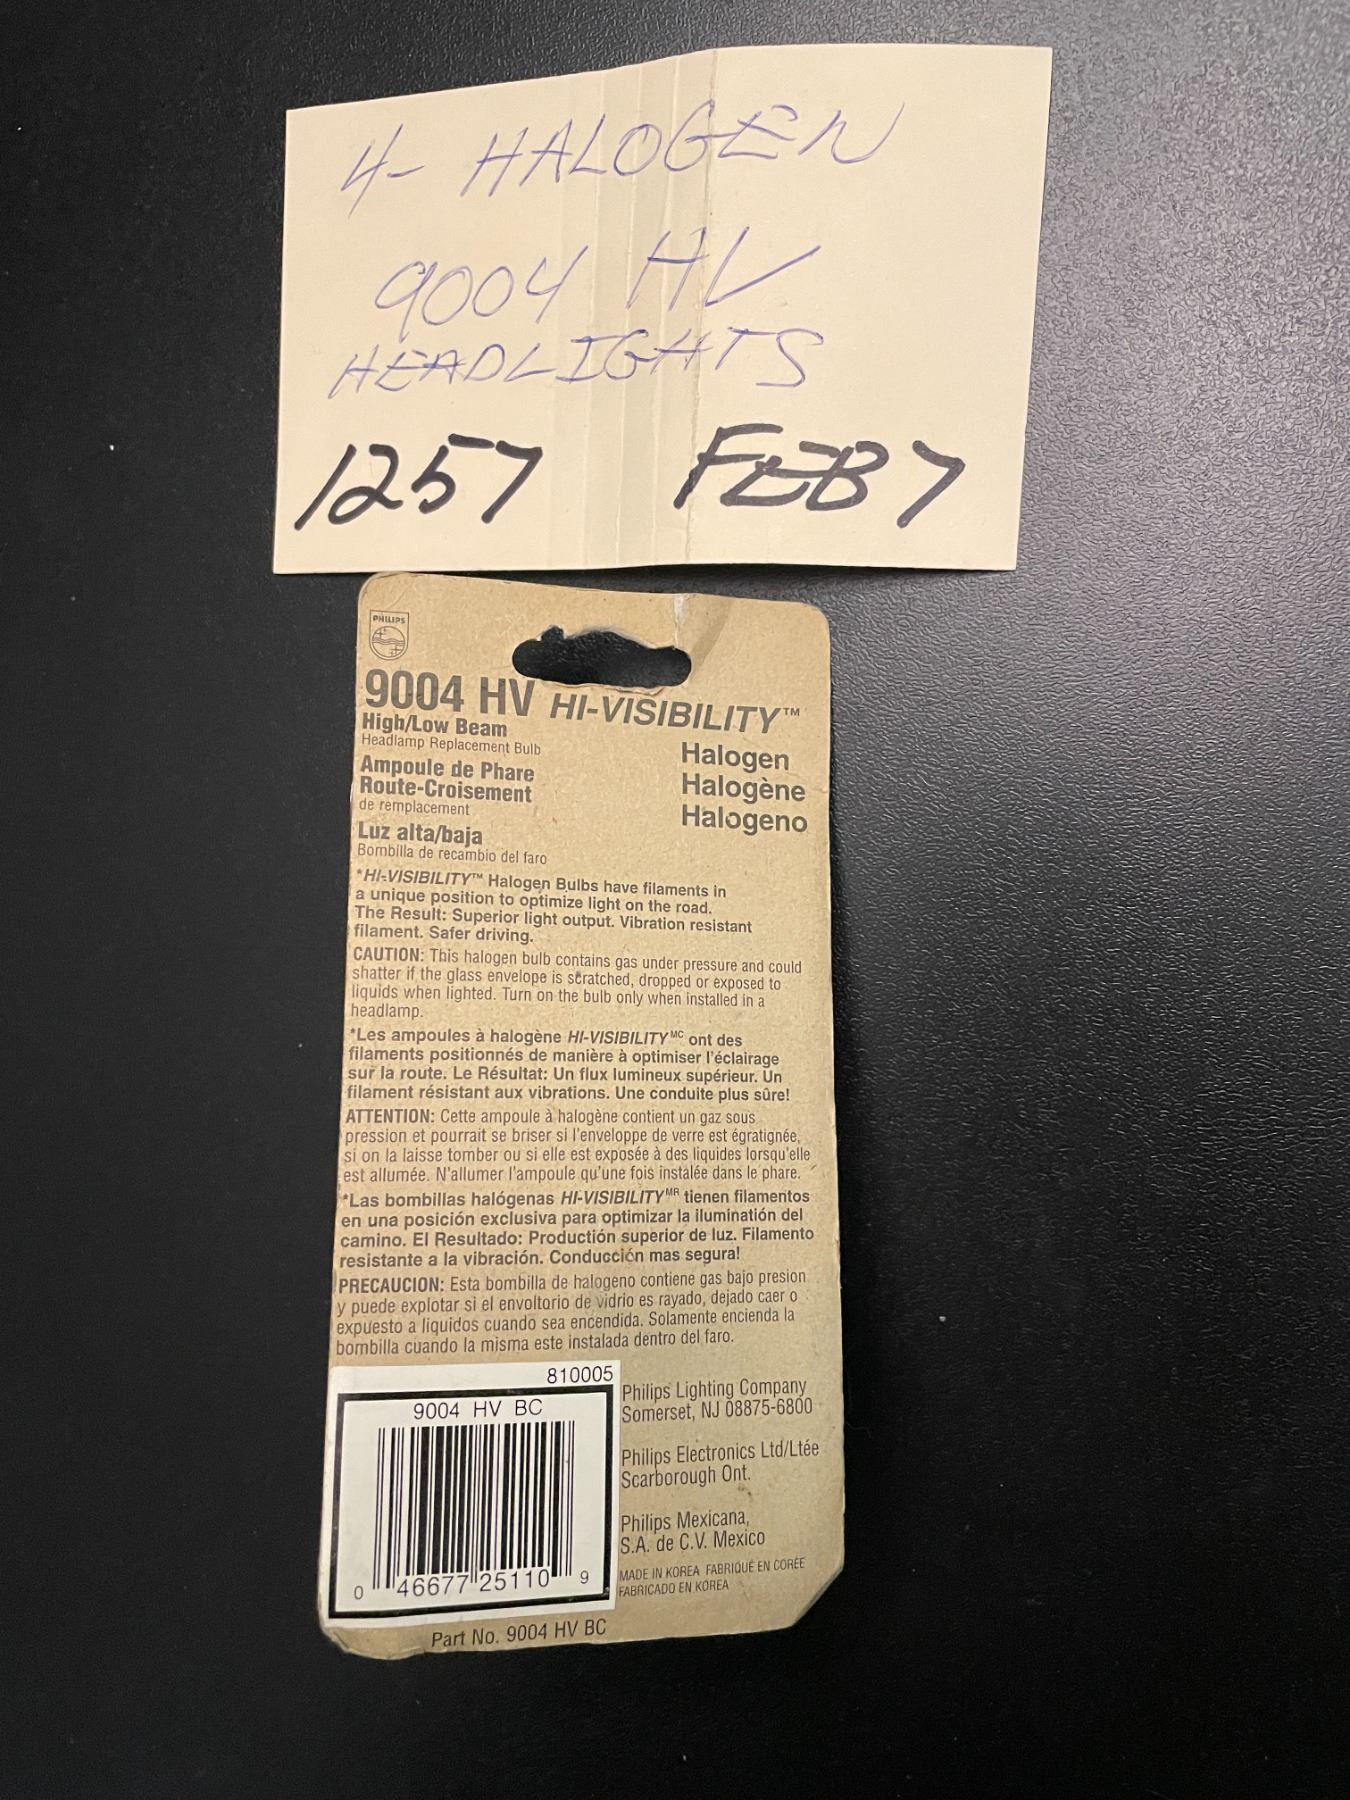 4- HALOGEN
9004 HV
HEADLIGHTS
1257 FEB 7
PHILIPS
9004 HV HI-VISIBILITY™
High/Low Beam
Headlamp Replacement Bulb
Ampoule de Phare
Route-Croisement
de remplacement
Luz alta/baja
Bombilla de recambio del faro
Halogen
Halogène
Halogeno
*HI-VISIBILITY™ Halogen Bulbs have filaments in
a unique position to optimize light on the road.
The Result: Superior light output. Vibration resistant
filament. Safer driving.
CAUTION: This halogen bulb contains gas under pressure and could
shatter if the glass envelope is scratched, dropped or exposed to
liquids when lighted. Turn on the bulb only when installed in a
headlamp.
*Les ampoules à halogène HI-VISIBILITY MC ont des
filaments positionnés de manière à optimiser l'éclairage
sur la route. Le Résultat: Un flux lumineux supérieur. Un
filament résistant aux vibrations. Une conduite plus sûre!
ATTENTION: Cette ampoule à halogène contient un gaz sous
pression et pourrait se briser si l'enveloppe de verre est égratignée,
si on la laisse tomber ou si elle est exposée à des liquides lorsqu'elle
est allumée. N'allumer l'ampoule qu'une fois instalée dans le phare.
*Las bombillas halógenas HI-VISIBILITY MR tienen filamentos
en una posición exclusiva para optimizar la ilumination del
camino. El Resultado: Productión superior de luz. Filamento
resistante a la vibración. Conducción mas segura!
PRECAUCION: Esta bombilla de halogeno contiene gas bajo presion
y puede explotar si el envoltorio de vidrio es rayado, dejado caer o
expuesto a liquidos cuando sea encendida. Solamente encienda la
bombilla cuando la misma este instalada dentro del faro.
810005
9004 HV BC
0 46677 25110 9
Part No. 9004 HV BC
Philips Lighting Company
Somerset, NJ 08875-6800
Philips Electronics Ltd/Ltée
Scarborough Ont.
Philips Mexicana,
S.A. de C.V. Mexico
MADE IN KOREA FABRIQUÉ EN CORÉE
FABRICADO EN KOREA